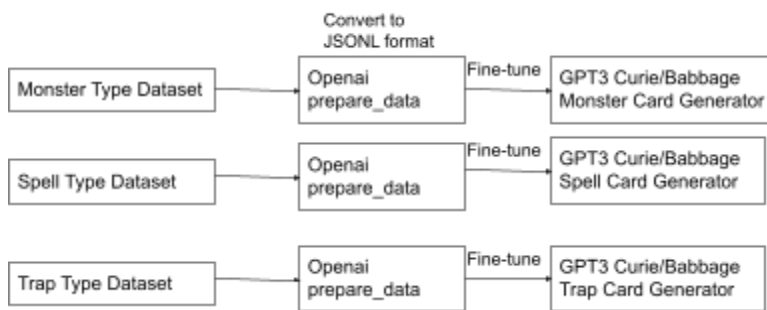 Convert to
JSONL format
Monster Type Dataset
Openai
prepare_data
Fine-tune
GPT3 Curie/Babbage
Monster Card Generator
Spell Type Dataset
Openai
prepare_data
Fine-tune
GPT3 Curie/Babbage
Spell Card Generator
Trap Type Dataset
Openai
prepare_data
Fine-tune
GPT3 Curie/Babbage
Trap Card Generator